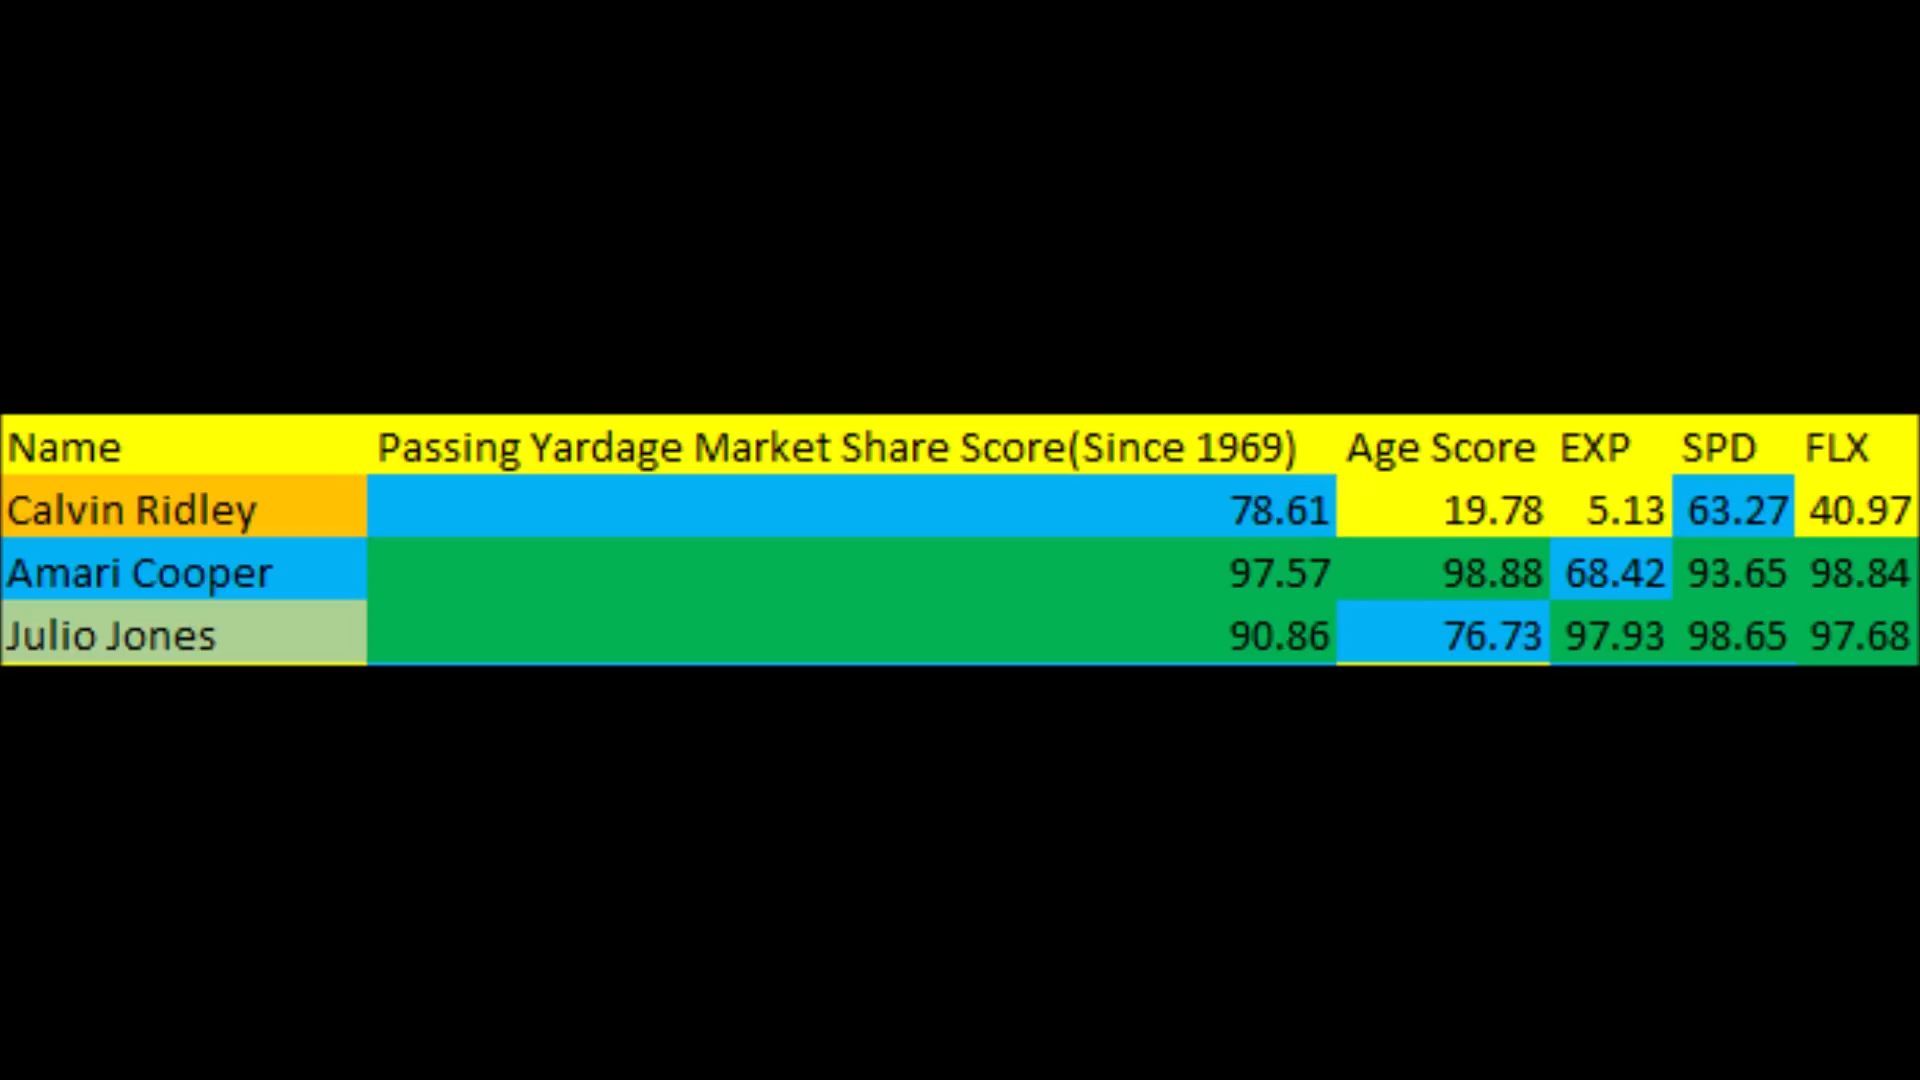 Name Passing Yardage Market Share Score(Since 1969) Age Score EXP SPD FLX
Calvin Ridley 78.61 19.78 5.13 63.27 40.97
Amari Cooper 97.57 98.88 68.42 93.65 98.84
Julio Jones 90.86 76.73 97.93 98.65 97.68